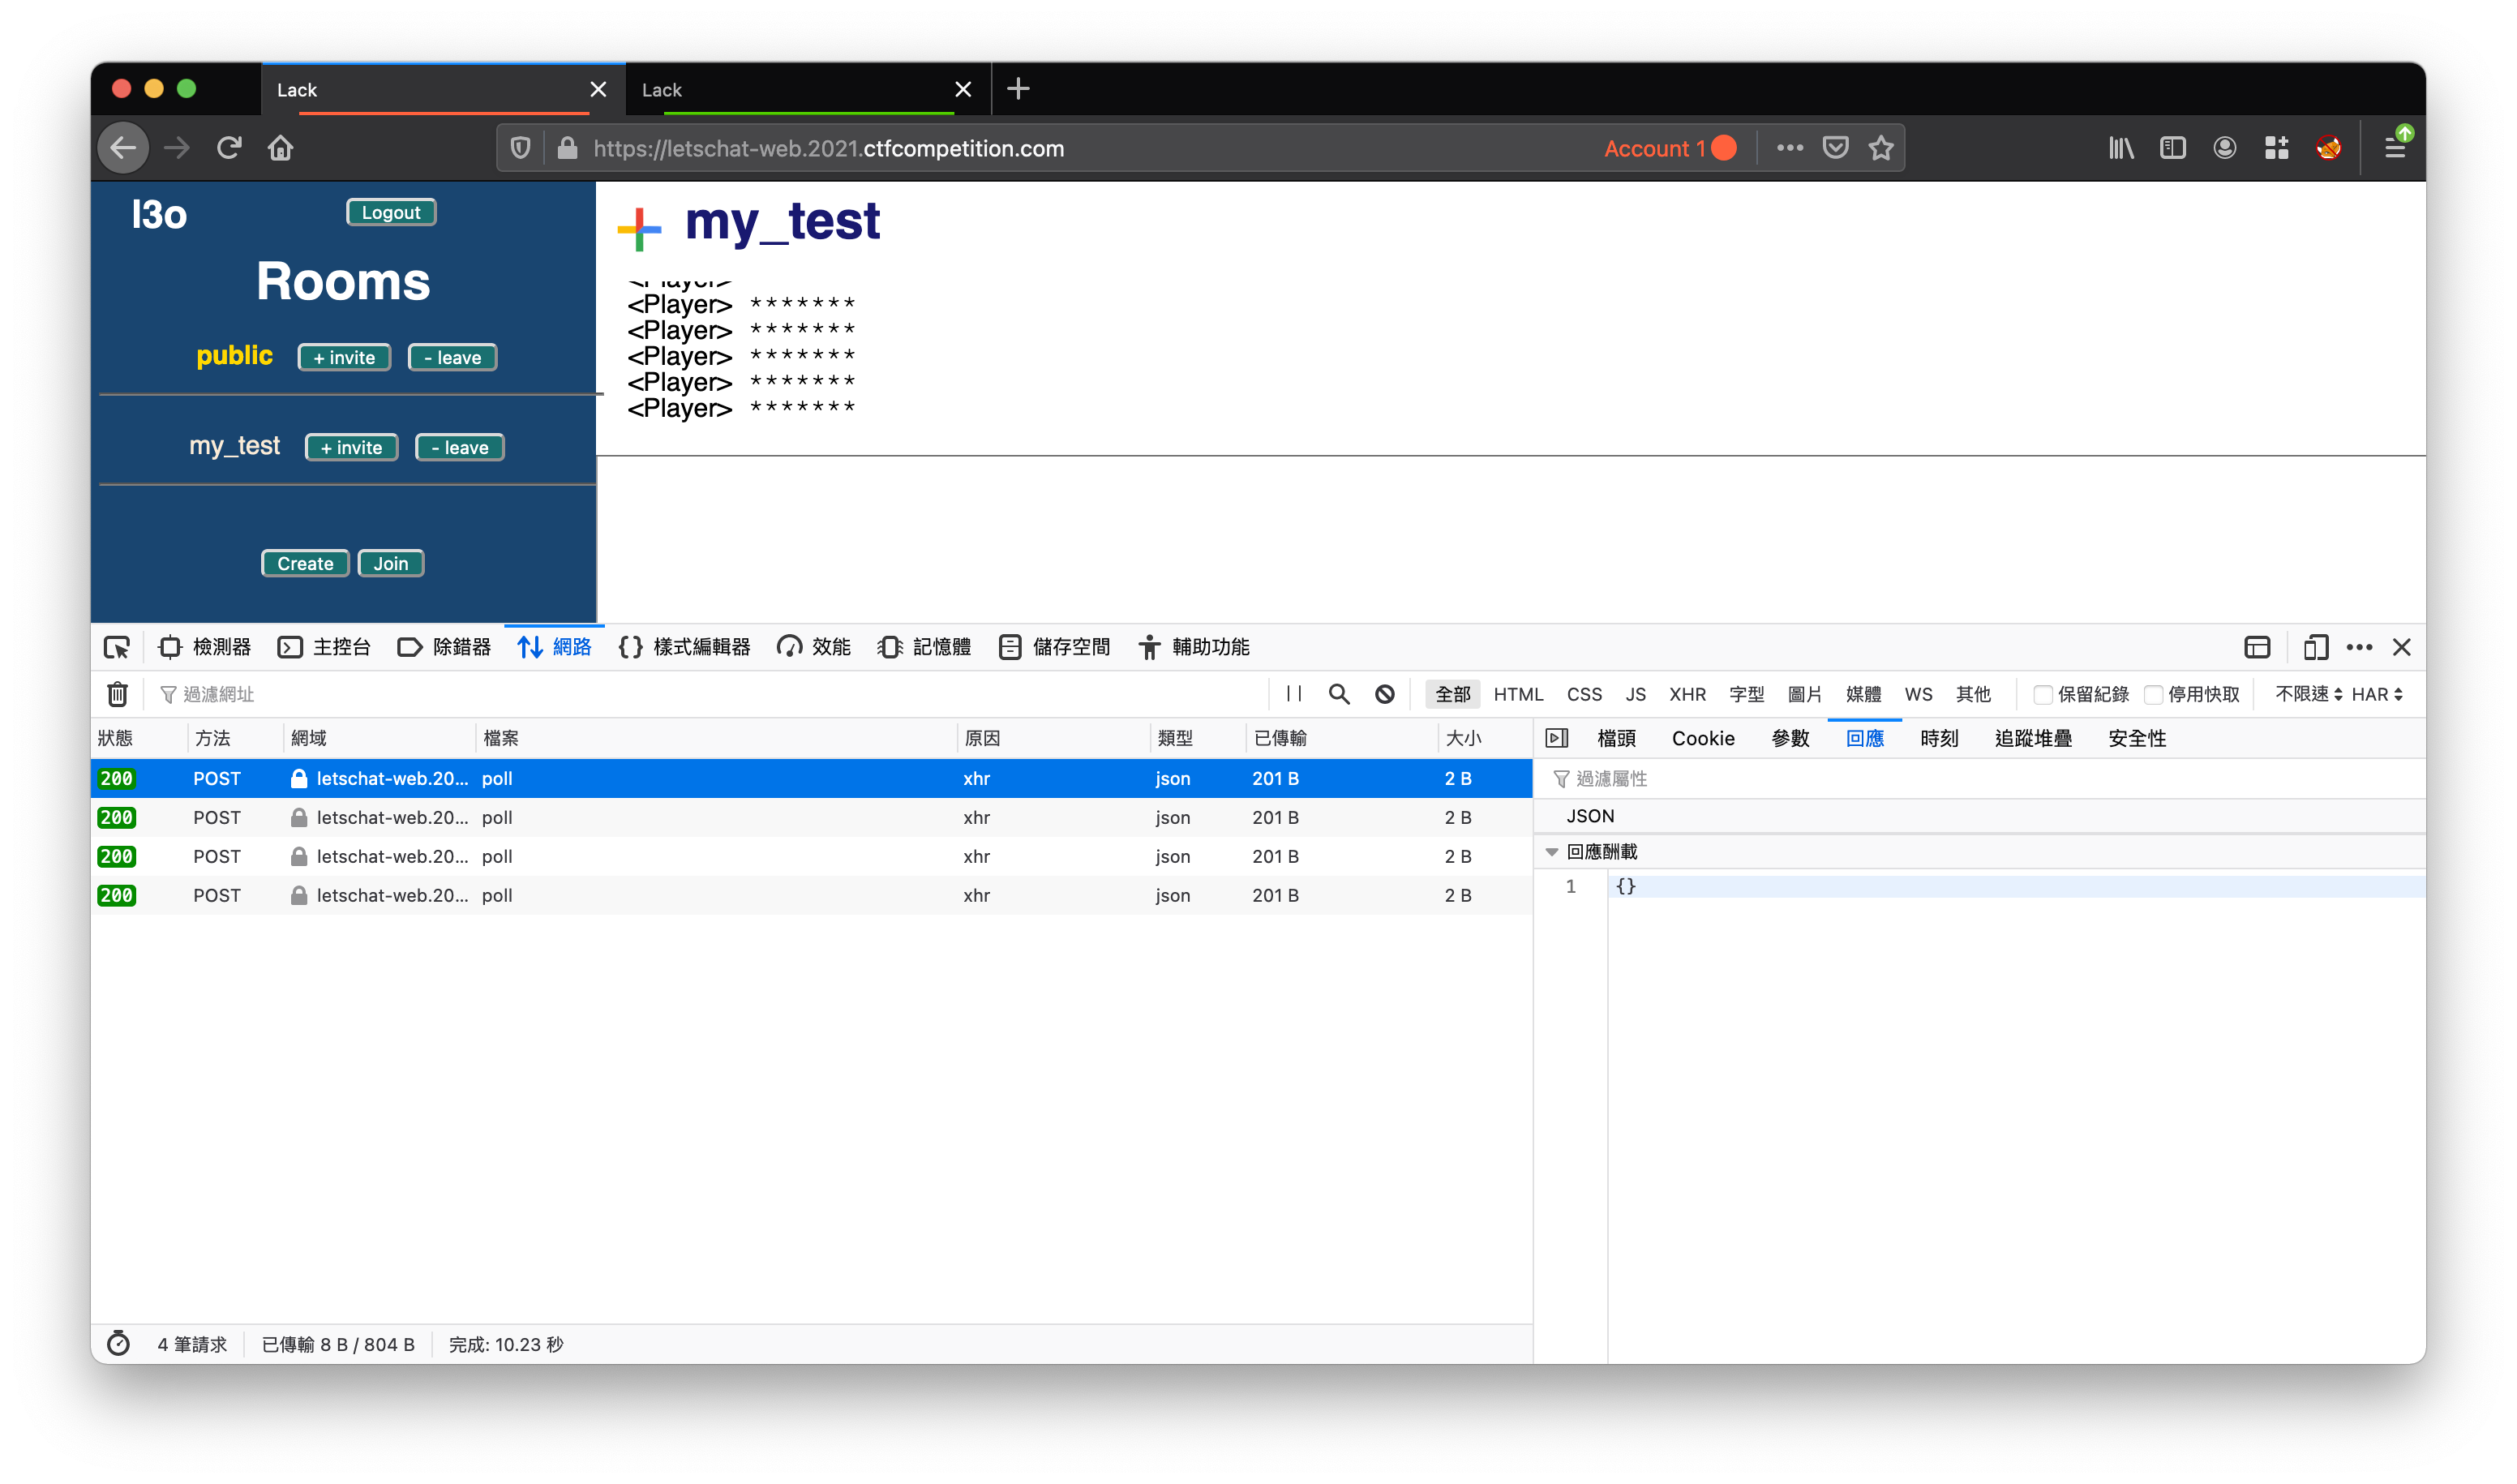 Lack
Lack
https://letschat-web.2021.ctfcompetition.com
Account 1
l3o
Logout
Rooms
public + invite - leave
my_test + invite - leave
Create Join
my_test
<Player>
<Player> *******
<Player> *******
<Player> *******
<Player> *******
<Player> *******
檢測器 主控台 除錯器 網路 {} 樣式編輯器 效能 記憶體 儲存空間 輔助功能
過濾網址 全部 HTML CSS JS XHR 字型 圖片 媒體 WS 其他 保留紀錄 停用快取 不限速 HAR
狀態 方法 網域 檔案 原因 類型 已傳輸 大小
200 POST letschat-web.20... poll xhr json 201 B 2 B
200 POST letschat-web.20... poll xhr json 201 B 2 B
200 POST letschat-web.20... poll xhr json 201 B 2 B
200 POST letschat-web.20... poll xhr json 201 B 2 B
檔頭 Cookie 參數 回應 時刻 追蹤堆疊 安全性
過濾屬性
JSON
回應酬載
1 {}
4 筆請求 已傳輸 8 B / 804 B 完成: 10.23 秒